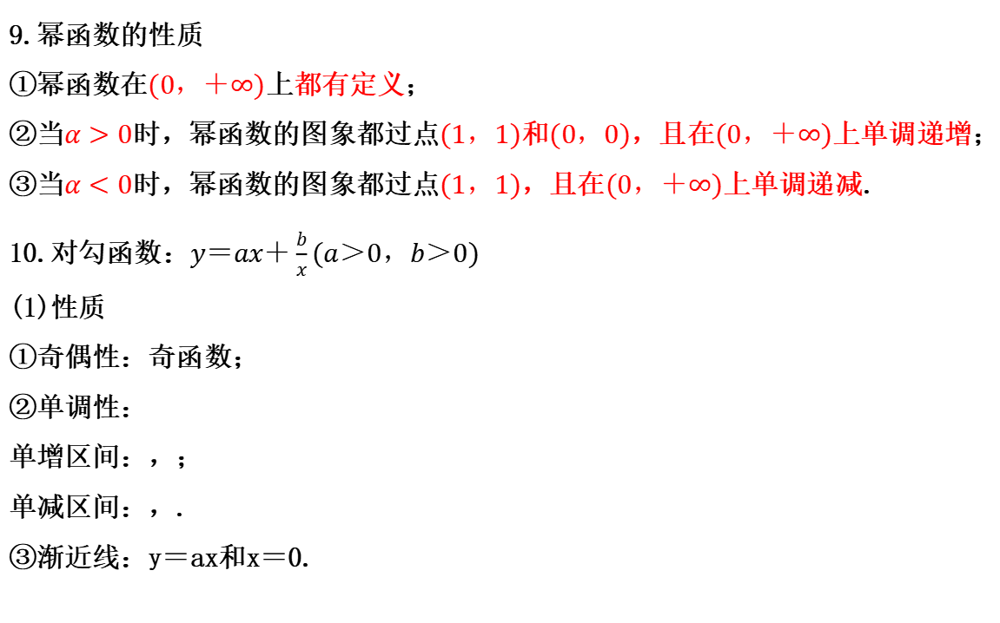 9.幂函数的性质
①幂函数在(0，＋∞)上都有定义；
②当α > 0时，幂函数的图象都过点(1，1)和(0，0)，且在(0，＋∞)上单调递增；
③当α < 0时，幂函数的图象都过点(1，1)，且在(0，＋∞)上单调递减.
10.对勾函数：y＝ax＋b/x(a＞0，b＞0)
(1)性质
①奇偶性：奇函数；
②单调性：
单增区间：，；
单减区间：，.
③渐近线：y＝ax和x＝0.